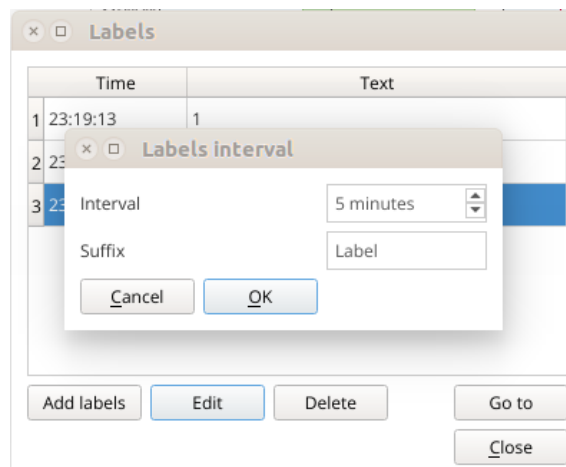 Labels
Time Text
1 23:19:13 1
Labels interval
2 23
Interval 5 minutes
3 23
Suffix Label
Cancel OK
Add labels Edit Delete Go to
Close